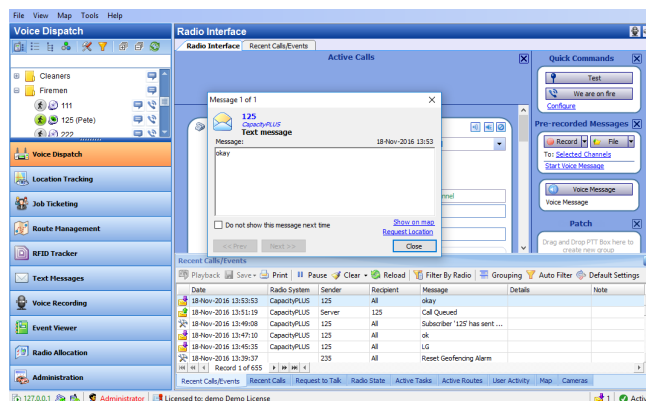 File View Map Tools Help
Voice Dispatch
Cleaners
Firemen
111
125 (Pete)
222
Voice Dispatch
Location Tracking
Job Ticketing
Route Management
RFID Tracker
Text Messages
Voice Recording
Event Viewer
Radio Allocation
Administration
Radio Interface
Radio Interface Recent Calls/Events
Active Calls
Message 1 of 1
125
CapacityPLUS
Text message
Message: 18-Nov-2016 13:53
okay
Do not show this message next time
Show on map
Request Location
<< Prev Next >> Close
Quick Commands
Test
We are on fire
Configure
Pre-recorded Messages
Record File
To: Selected Channels
Start Voice Message
Voice Message
Voice Message
Patch
Drag and Drop PTT Box here to
create new group
Recent Calls/Events
Playback Save Print Pause Clear Reload Filter By Radio Grouping Auto Filter Default Settings
Date Radio System Sender Recipient Message Details Note
18-Nov-2016 13:53:53 CapacityPLUS 125 All okay
18-Nov-2016 13:51:19 CapacityPLUS Server 125 Call Queued
18-Nov-2016 13:49:08 CapacityPLUS 125 All Subscriber '125' has sent ...
18-Nov-2016 13:47:10 CapacityPLUS 125 All ok
18-Nov-2016 13:45:35 CapacityPLUS 125 All LG
18-Nov-2016 13:39:37 235 All Reset Geofencing Alarm
Record 1 of 655
Recent Calls/Events Recent Calls Request to Talk Radio State Active Tasks Active Routes User Activity Map Cameras
127.0.0.1 Administrator Licensed to: demo Demo License 1 Activ